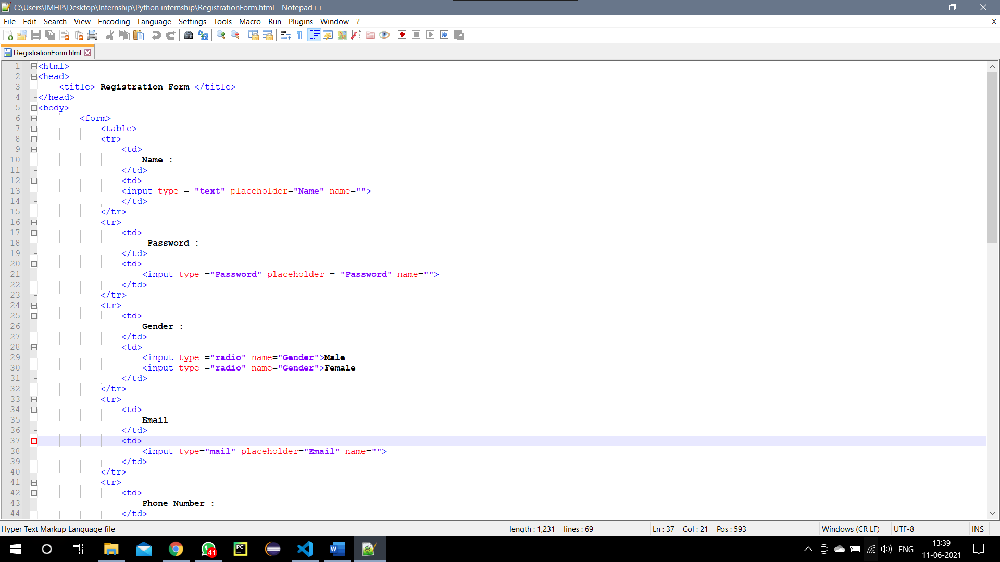 C:\Users\IMHP\Desktop\Internship\Python internship\RegistrationForm.html - Notepad++
File Edit Search View Encoding Language Settings Tools Macro Run Plugins Window ? X
RegistrationForm.html
1 <html>
2 <head>
3 <title> Registration Form </title>
4 </head>
5 <body>
6 <form>
7 <table>
8 <tr>
9 <td>
10 Name :
11 </td>
12 <td>
13 <input type = "text" placeholder="Name" name="">
14 </td>
15 </tr>
16 <tr>
17 <td>
18 Password :
19 </td>
20 <td>
21 <input type ="Password" placeholder = "Password" name="">
22 </td>
23 </tr>
24 <tr>
25 <td>
26 Gender :
27 </td>
28 <td>
29 <input type ="radio" name="Gender">Male
30 <input type ="radio" name="Gender">Female
31 </td>
32 </tr>
33 <tr>
34 <td>
35 Email
36 </td>
37 <td>
38 <input type="mail" placeholder="Email" name="">
39 </td>
40 </tr>
41 <tr>
42 <td>
43 Phone Number :
44 </td>
Hyper Text Markup Language file length : 1,231 lines : 69 Ln : 37 Col : 21 Pos : 593 Windows (CR LF) UTF-8 INS
41 PC W ENG 13:39
11-06-2021